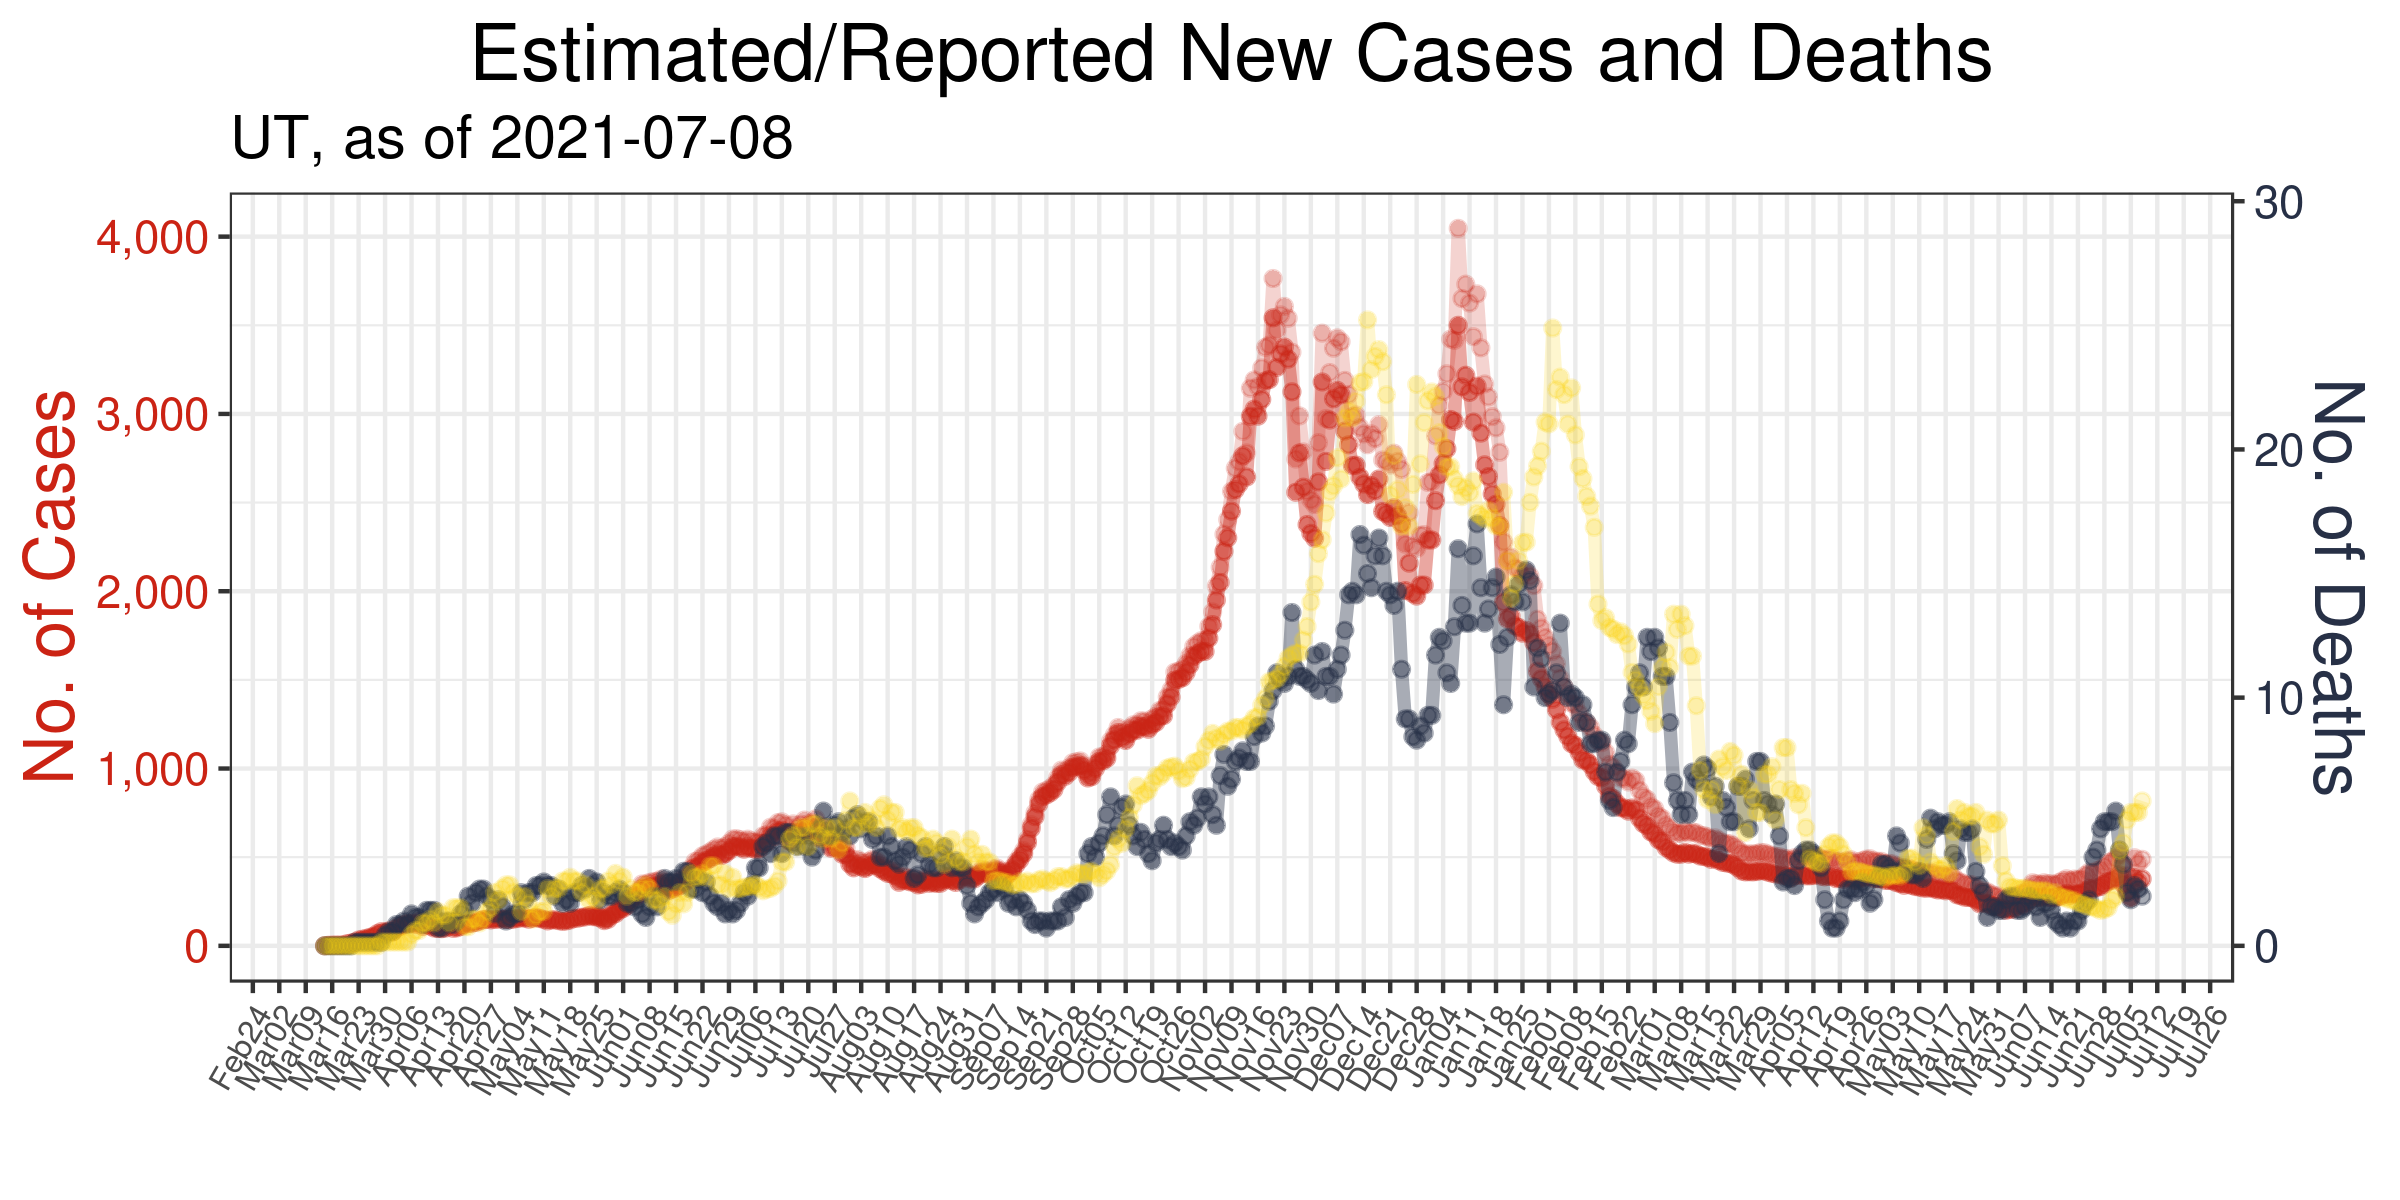 Estimated/Reported New Cases and Deaths
UT, as of 2021-07-08
No. of Cases
4,000
3,000
2,000
1,000
0
30
20
10
0
No. of Deaths
Feb24 Mar02 Mar09 Mar16 Mar23 Mar30 Apr06 Apr13 Apr20 Apr27 May04 May11 May18 May25 Jun01 Jun08 Jun15 Jun22 Jun29 Jul06 Jul13 Jul20 Jul27 Aug03 Aug10 Aug17 Aug24 Aug31 Sep07 Sep14 Sep21 Sep28 Oct05 Oct12 Oct19 Oct26 Nov02 Nov09 Nov16 Nov23 Nov30 Dec07 Dec14 Dec21 Dec28 Jan04 Jan11 Jan18 Jan25 Feb01 Feb08 Feb15 Feb22 Mar01 Mar08 Mar15 Mar22 Mar29 Apr05 Apr12 Apr19 Apr26 May03 May10 May17 May24 May31 Jun07 Jun14 Jun21 Jun28 Jul05 Jul12 Jul19 Jul26